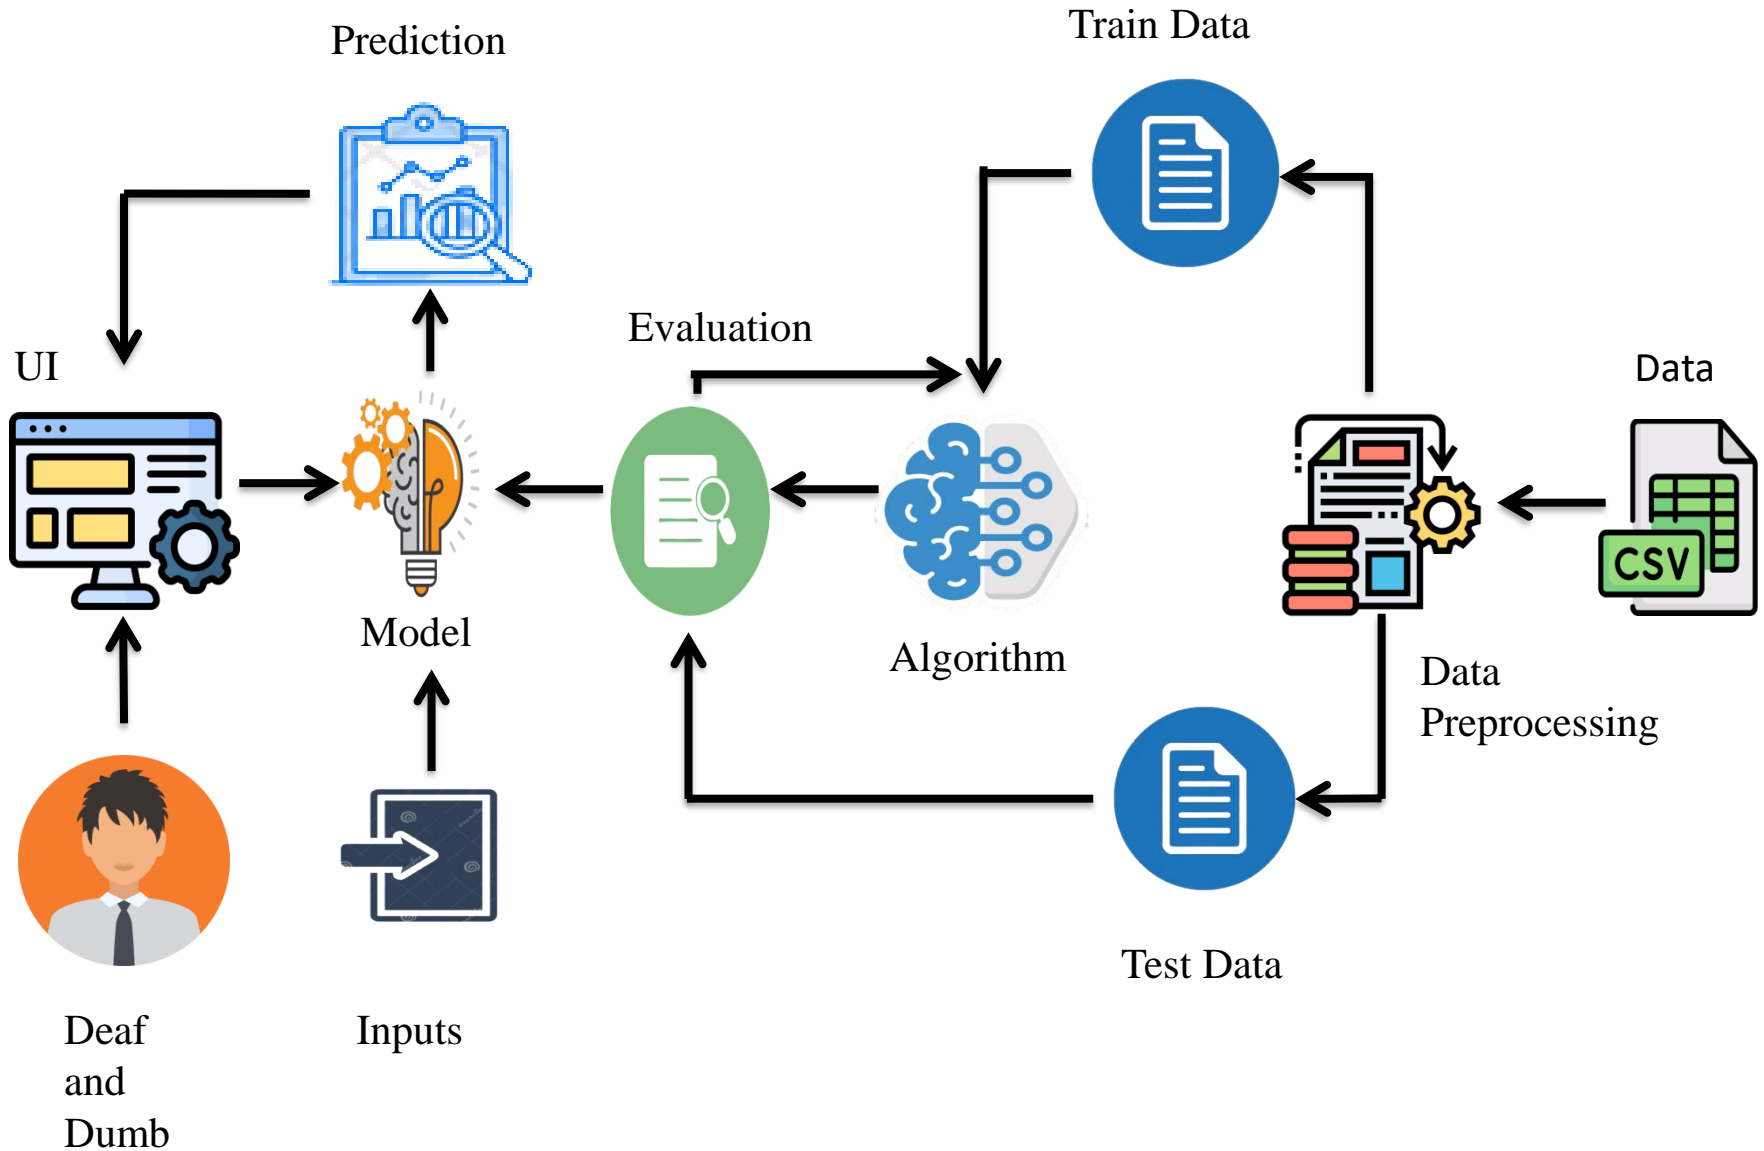 Train Data
Prediction
Evaluation
UI
Data
CSV
Model
Algorithm
Data
Preprocessing
Test Data
Deaf
and
Dumb
Inputs